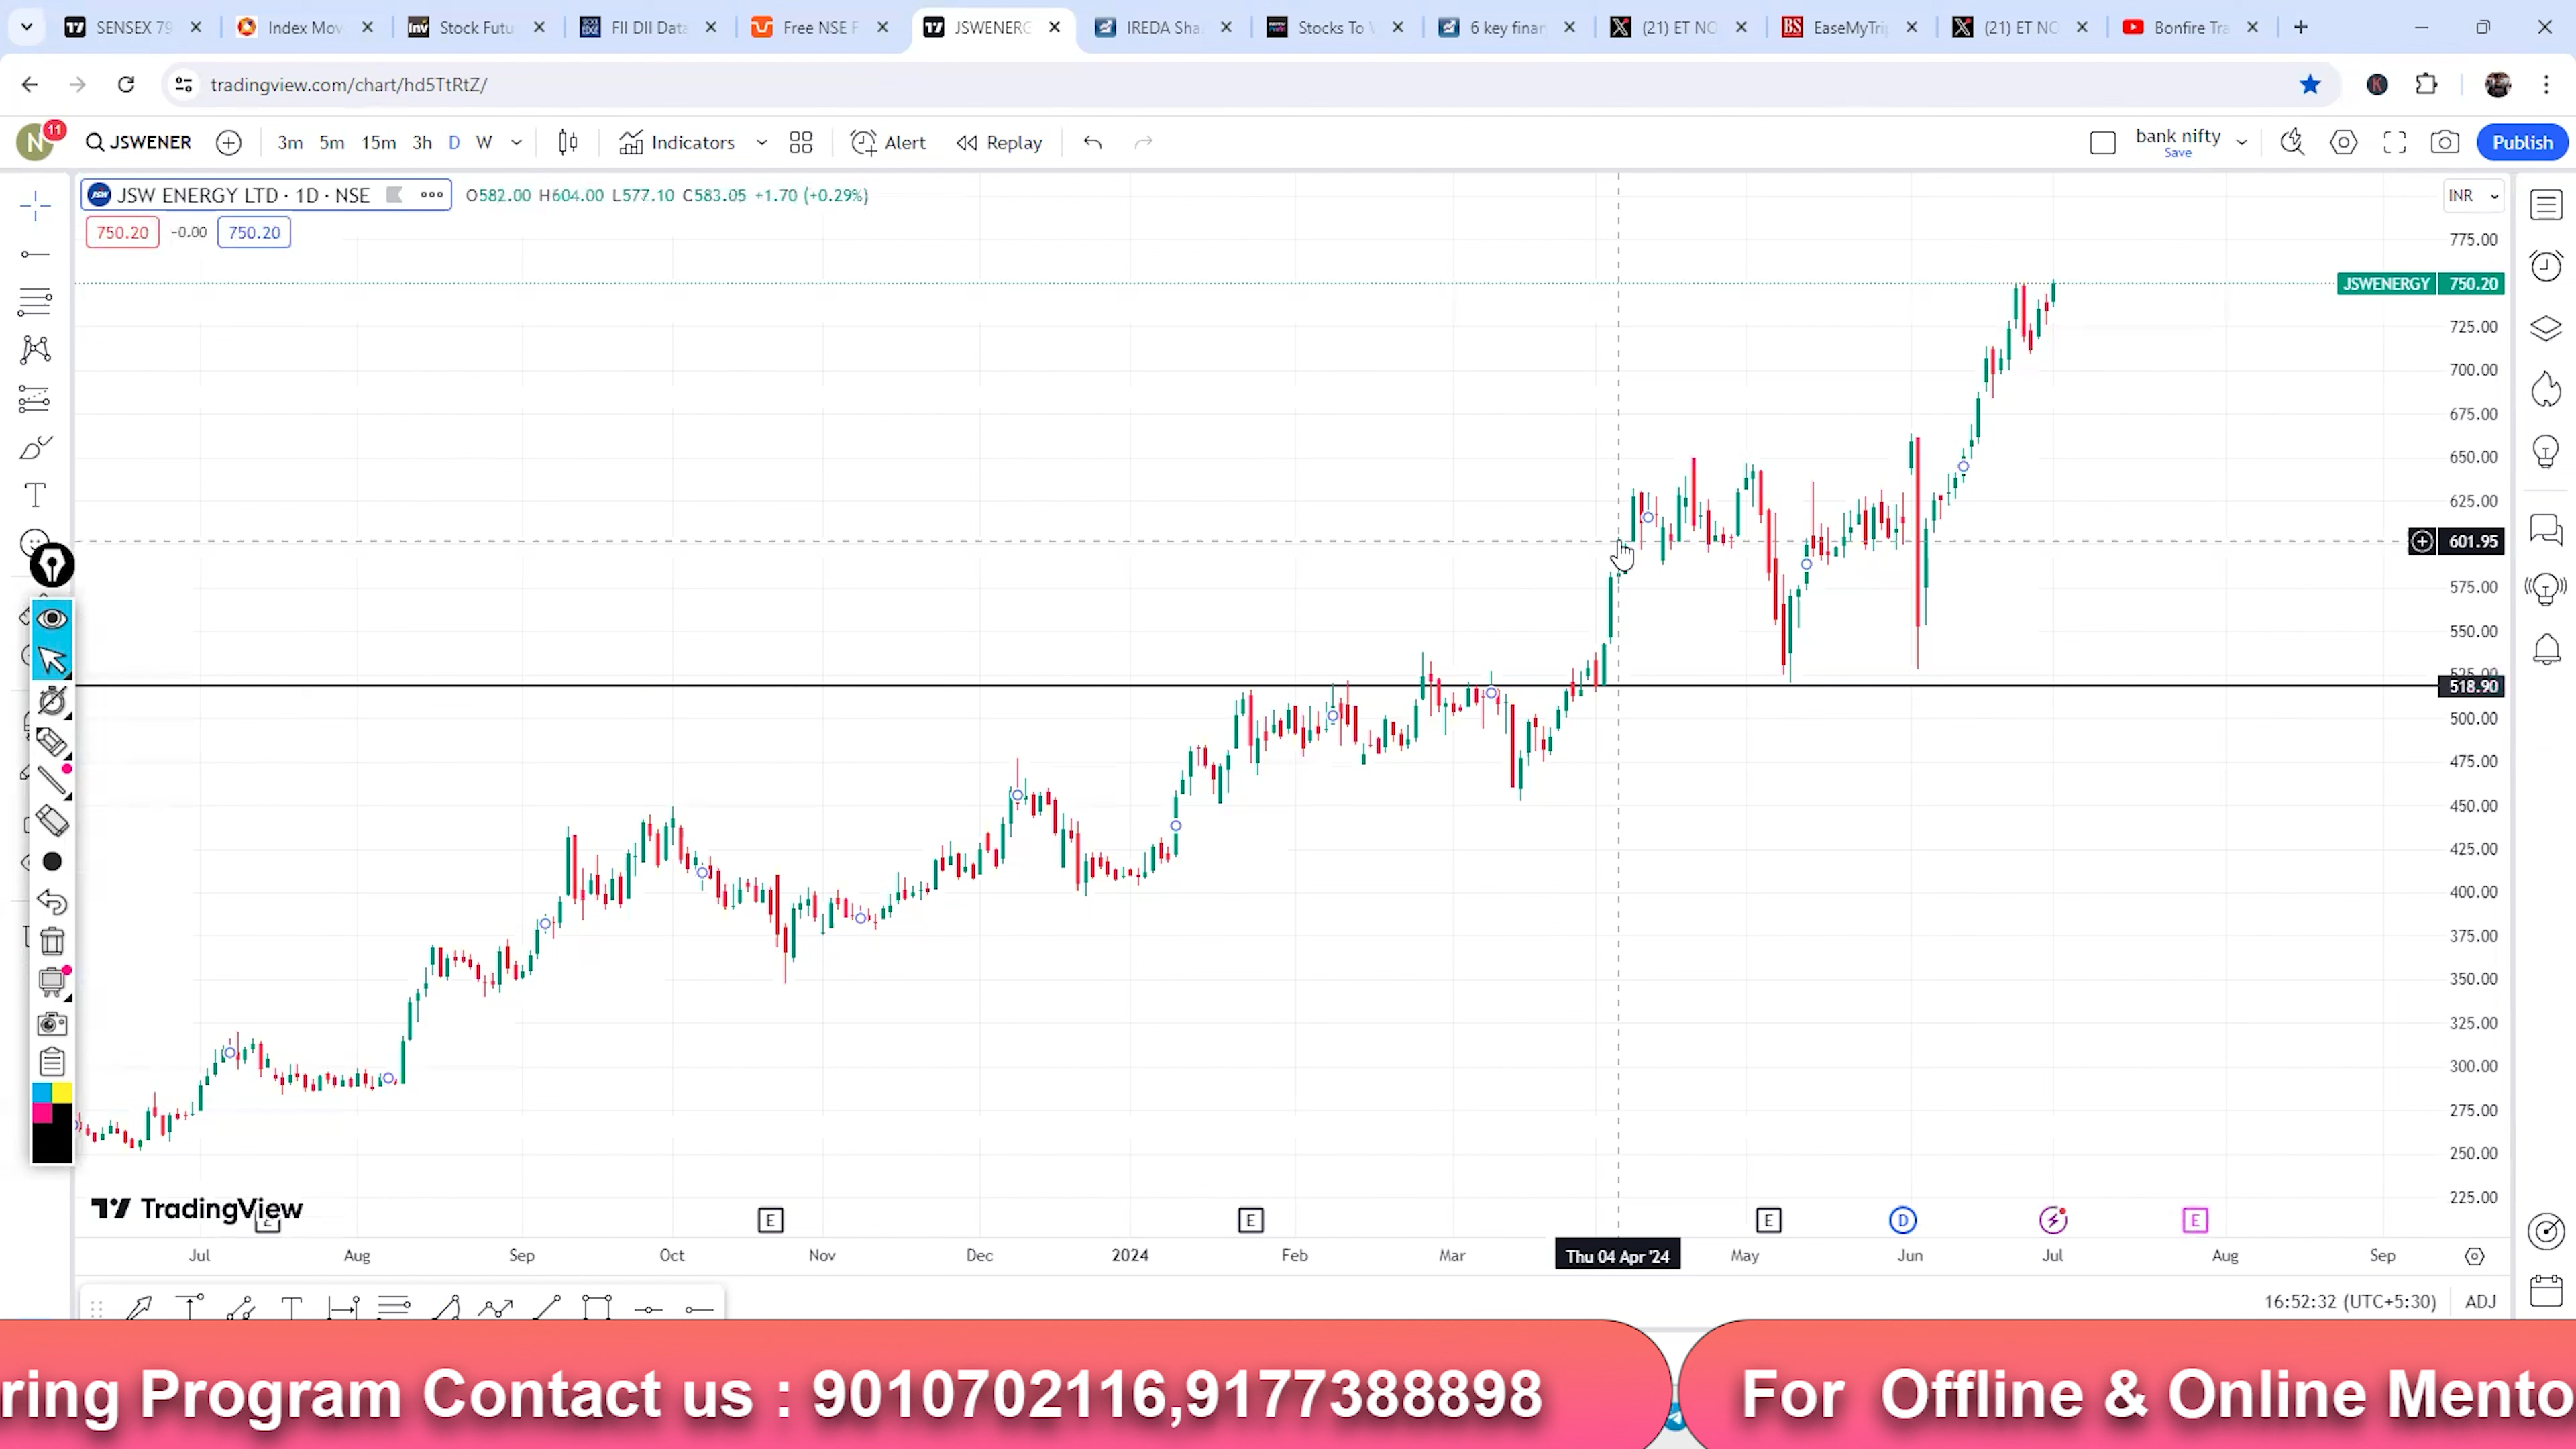 SENSEX 79
Index Mov
Stock Futu
FII DII Data
Free NSE F
JSWENERG
IREDA Sha
Stocks To
6 key finan
(21) ET NO
EaseMyTri
(21) ET NO
Bonfire Tra
tradingview.com/chart/hd5TtRtZ/
N 11 JSWENER 3m 5m 15m 3h D W Indicators Alert Replay bank nifty Save Publish
JSW ENERGY LTD · 1D · NSE O582.00 H604.00 L577.10 C583.05 +1.70 (+0.29%) INR
750.20 -0.00 750.20
775.00
JSWENERGY 750.20
725.00
700.00
675.00
650.00
625.00
601.95
575.00
550.00
525.00
518.90
500.00
475.00
450.00
425.00
400.00
375.00
350.00
325.00
300.00
275.00
250.00
225.00
TradingView
E E E E D E
Jul Aug Sep Oct Nov Dec 2024 Feb Mar Thu 04 Apr '24 May Jun Jul Aug Sep
16:52:32 (UTC+5:30) ADJ
ring Program Contact us : 9010702116,9177388898 For Offline & Online Mento